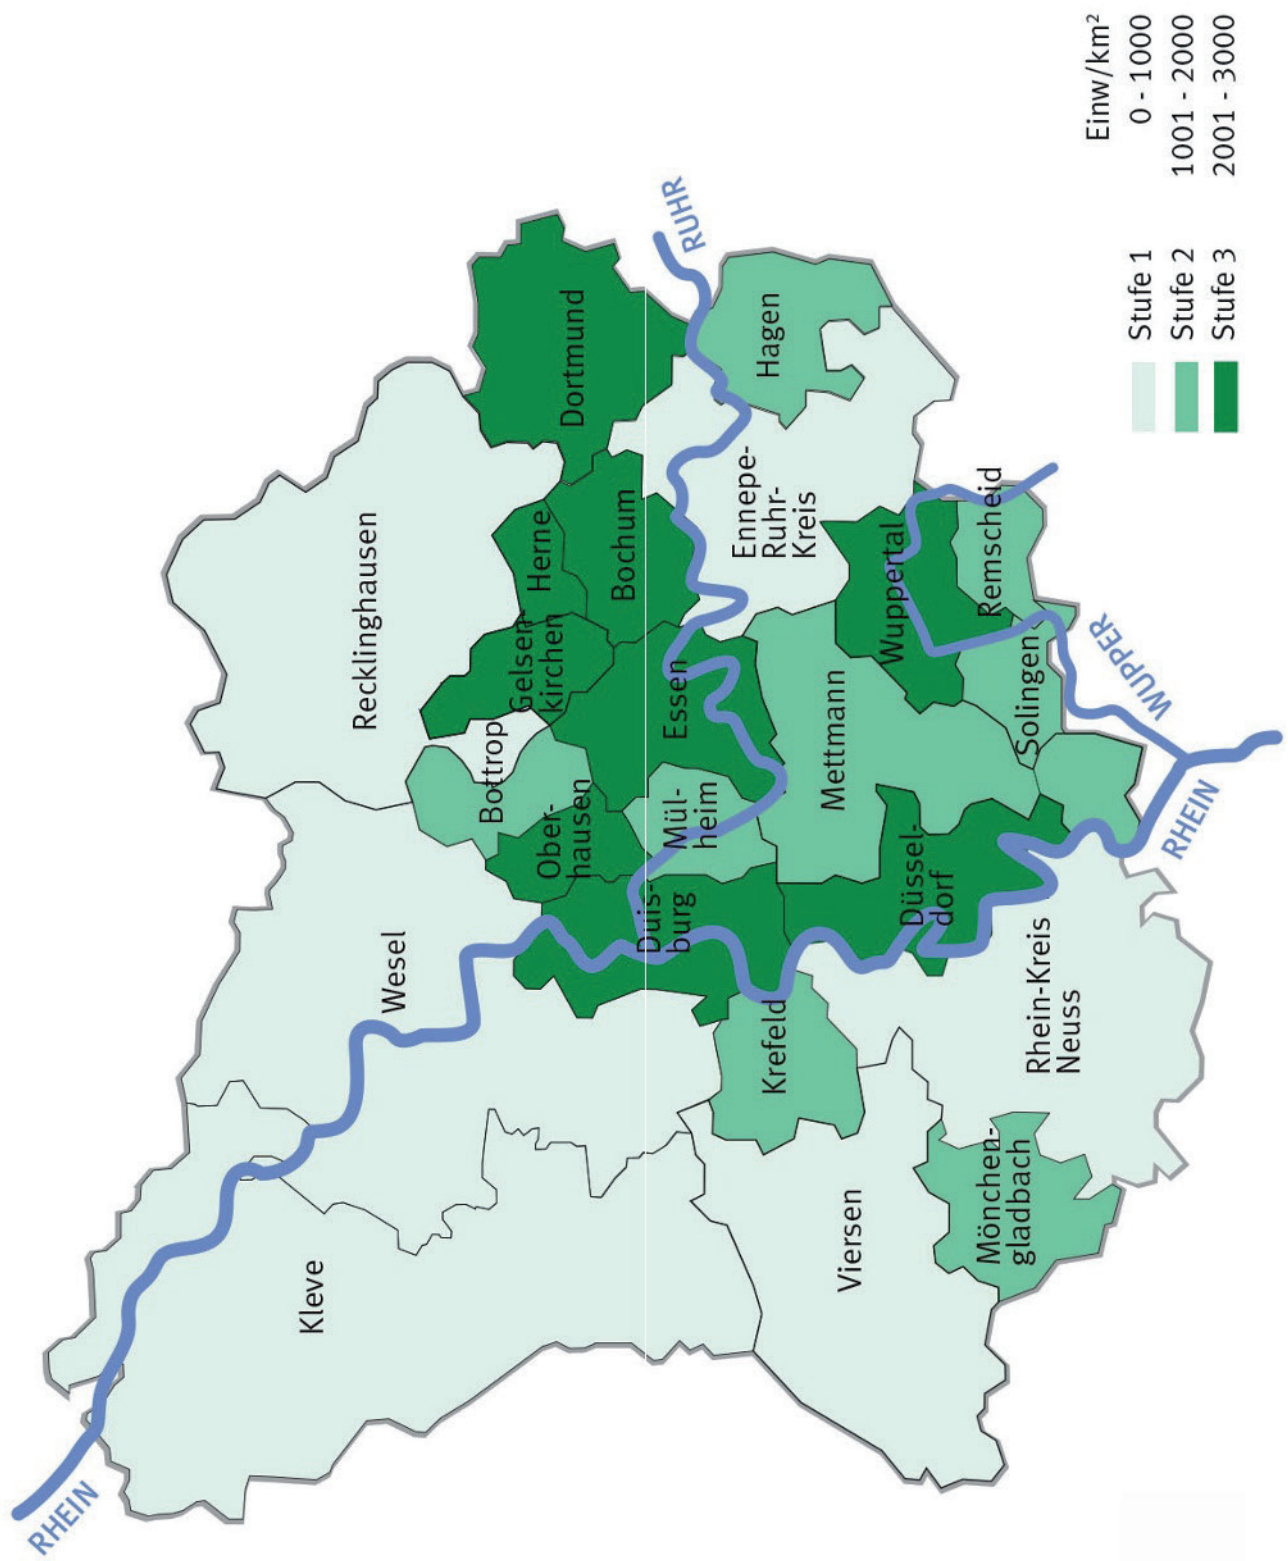 RHEIN
Kleve
Wesel
Recklinghausen
Viersen
Krefeld
Duis-
burg
Ober-
hausen
Bottrop
Gelsen-
kirchen
Herne
Bochum
Dortmund
Essen
Mül-
heim
RUHR
Hagen
Ennepe-
Ruhr-
Kreis
Mettmann
Wuppertal
Remscheid
Solingen
WUPPER
Düssel-
dorf
Mönchen-
gladbach
Rhein-Kreis
Neuss
RHEIN
Einw/km²
Stufe 1 0 - 1000
Stufe 2 1001 - 2000
Stufe 3 2001 - 3000